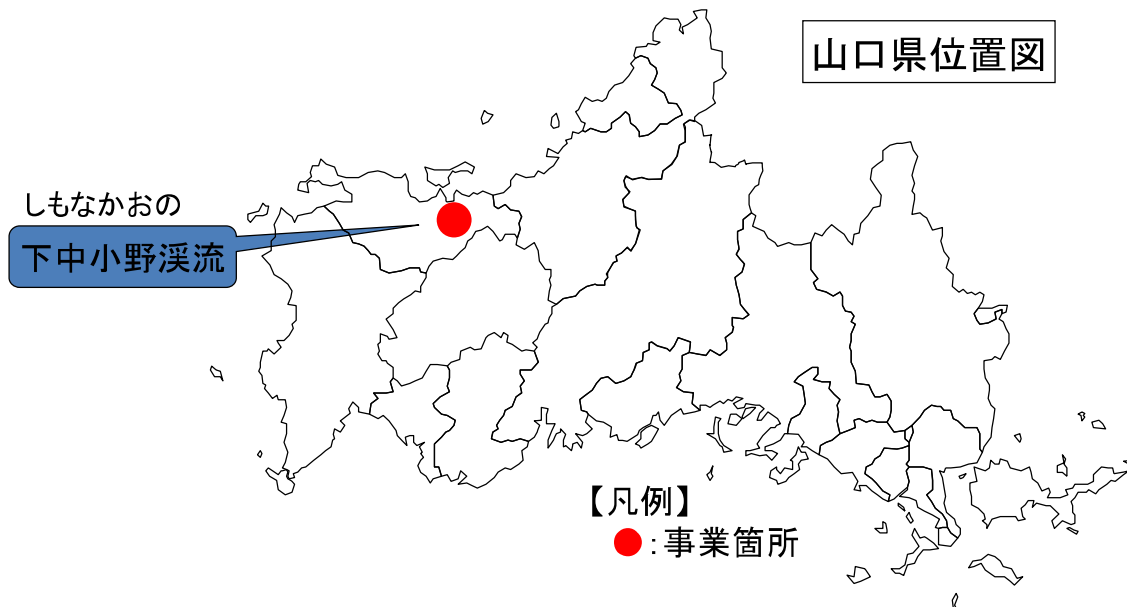 山口県位置図
しもなかおの
下中小野渓流
【凡例】
●:事業箇所